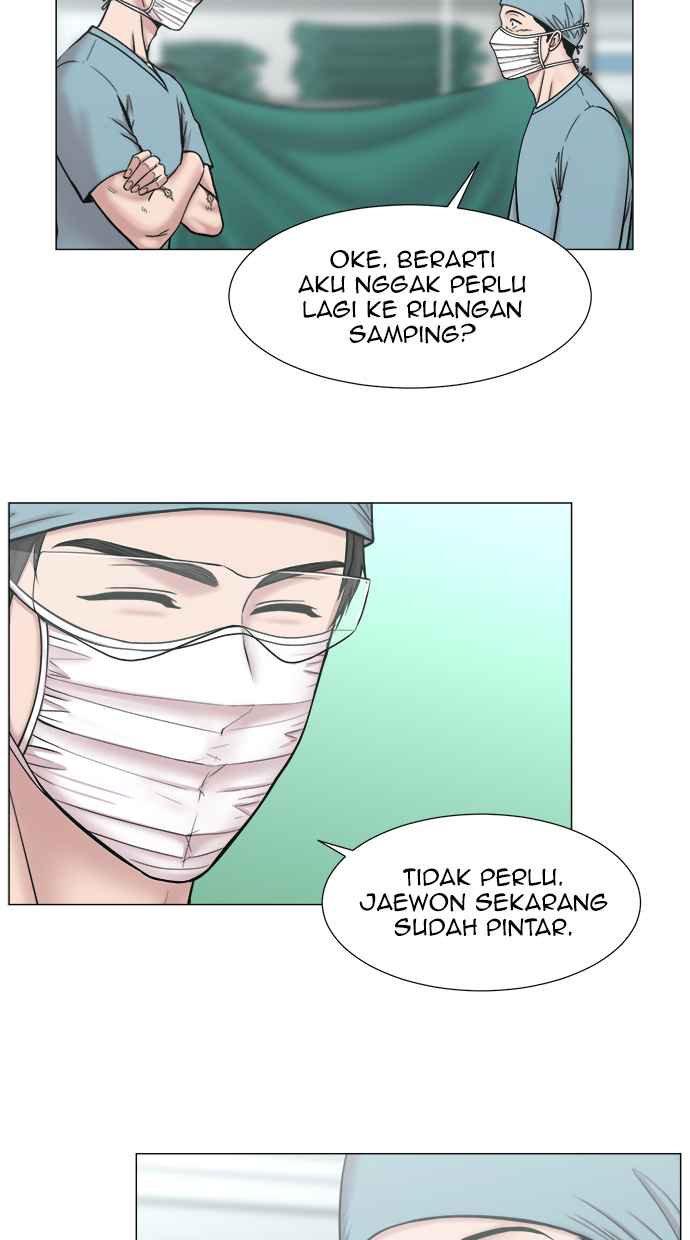 OKE. BERARTI
AKU NGGAK PERLU
LAGI KE RUANGAN
SAMPING?
TIDAK PERLU.
JAEWON SEKARANG
SUDAH PINTAR.